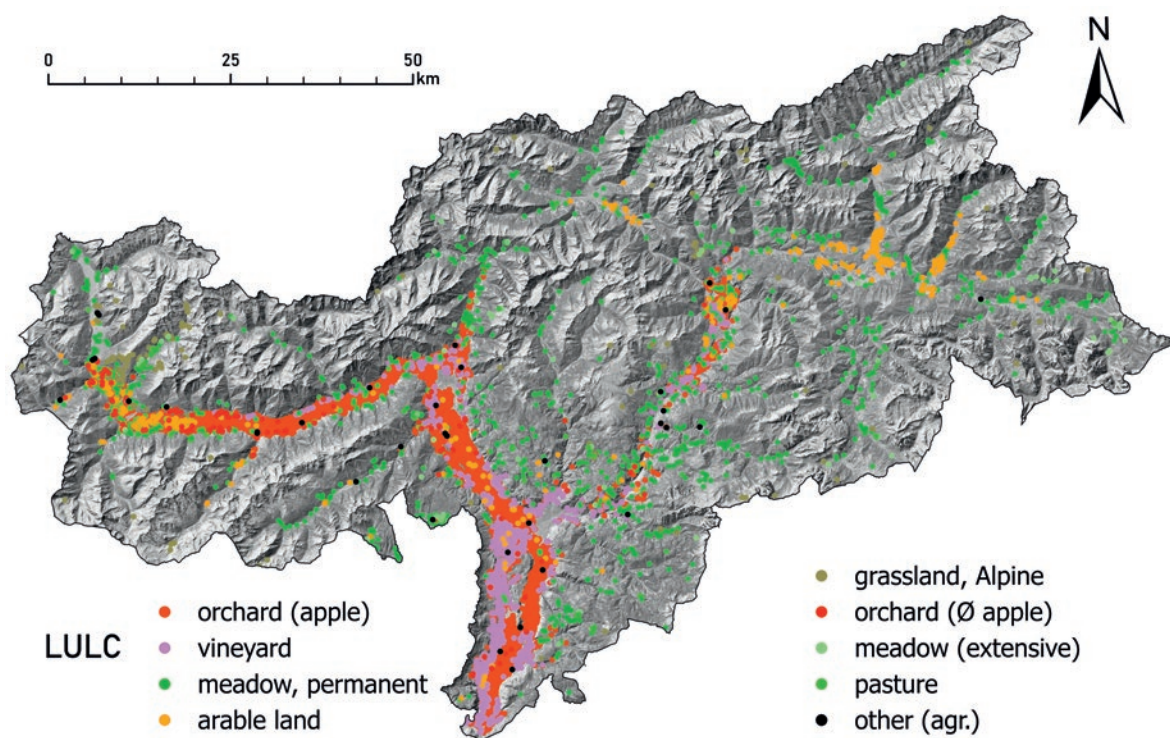 0 25 50
km
N
LULC
orchard (apple)
vineyard
meadow, permanent
arable land
grassland, Alpine
orchard (Ø apple)
meadow (extensive)
pasture
other (agr.)